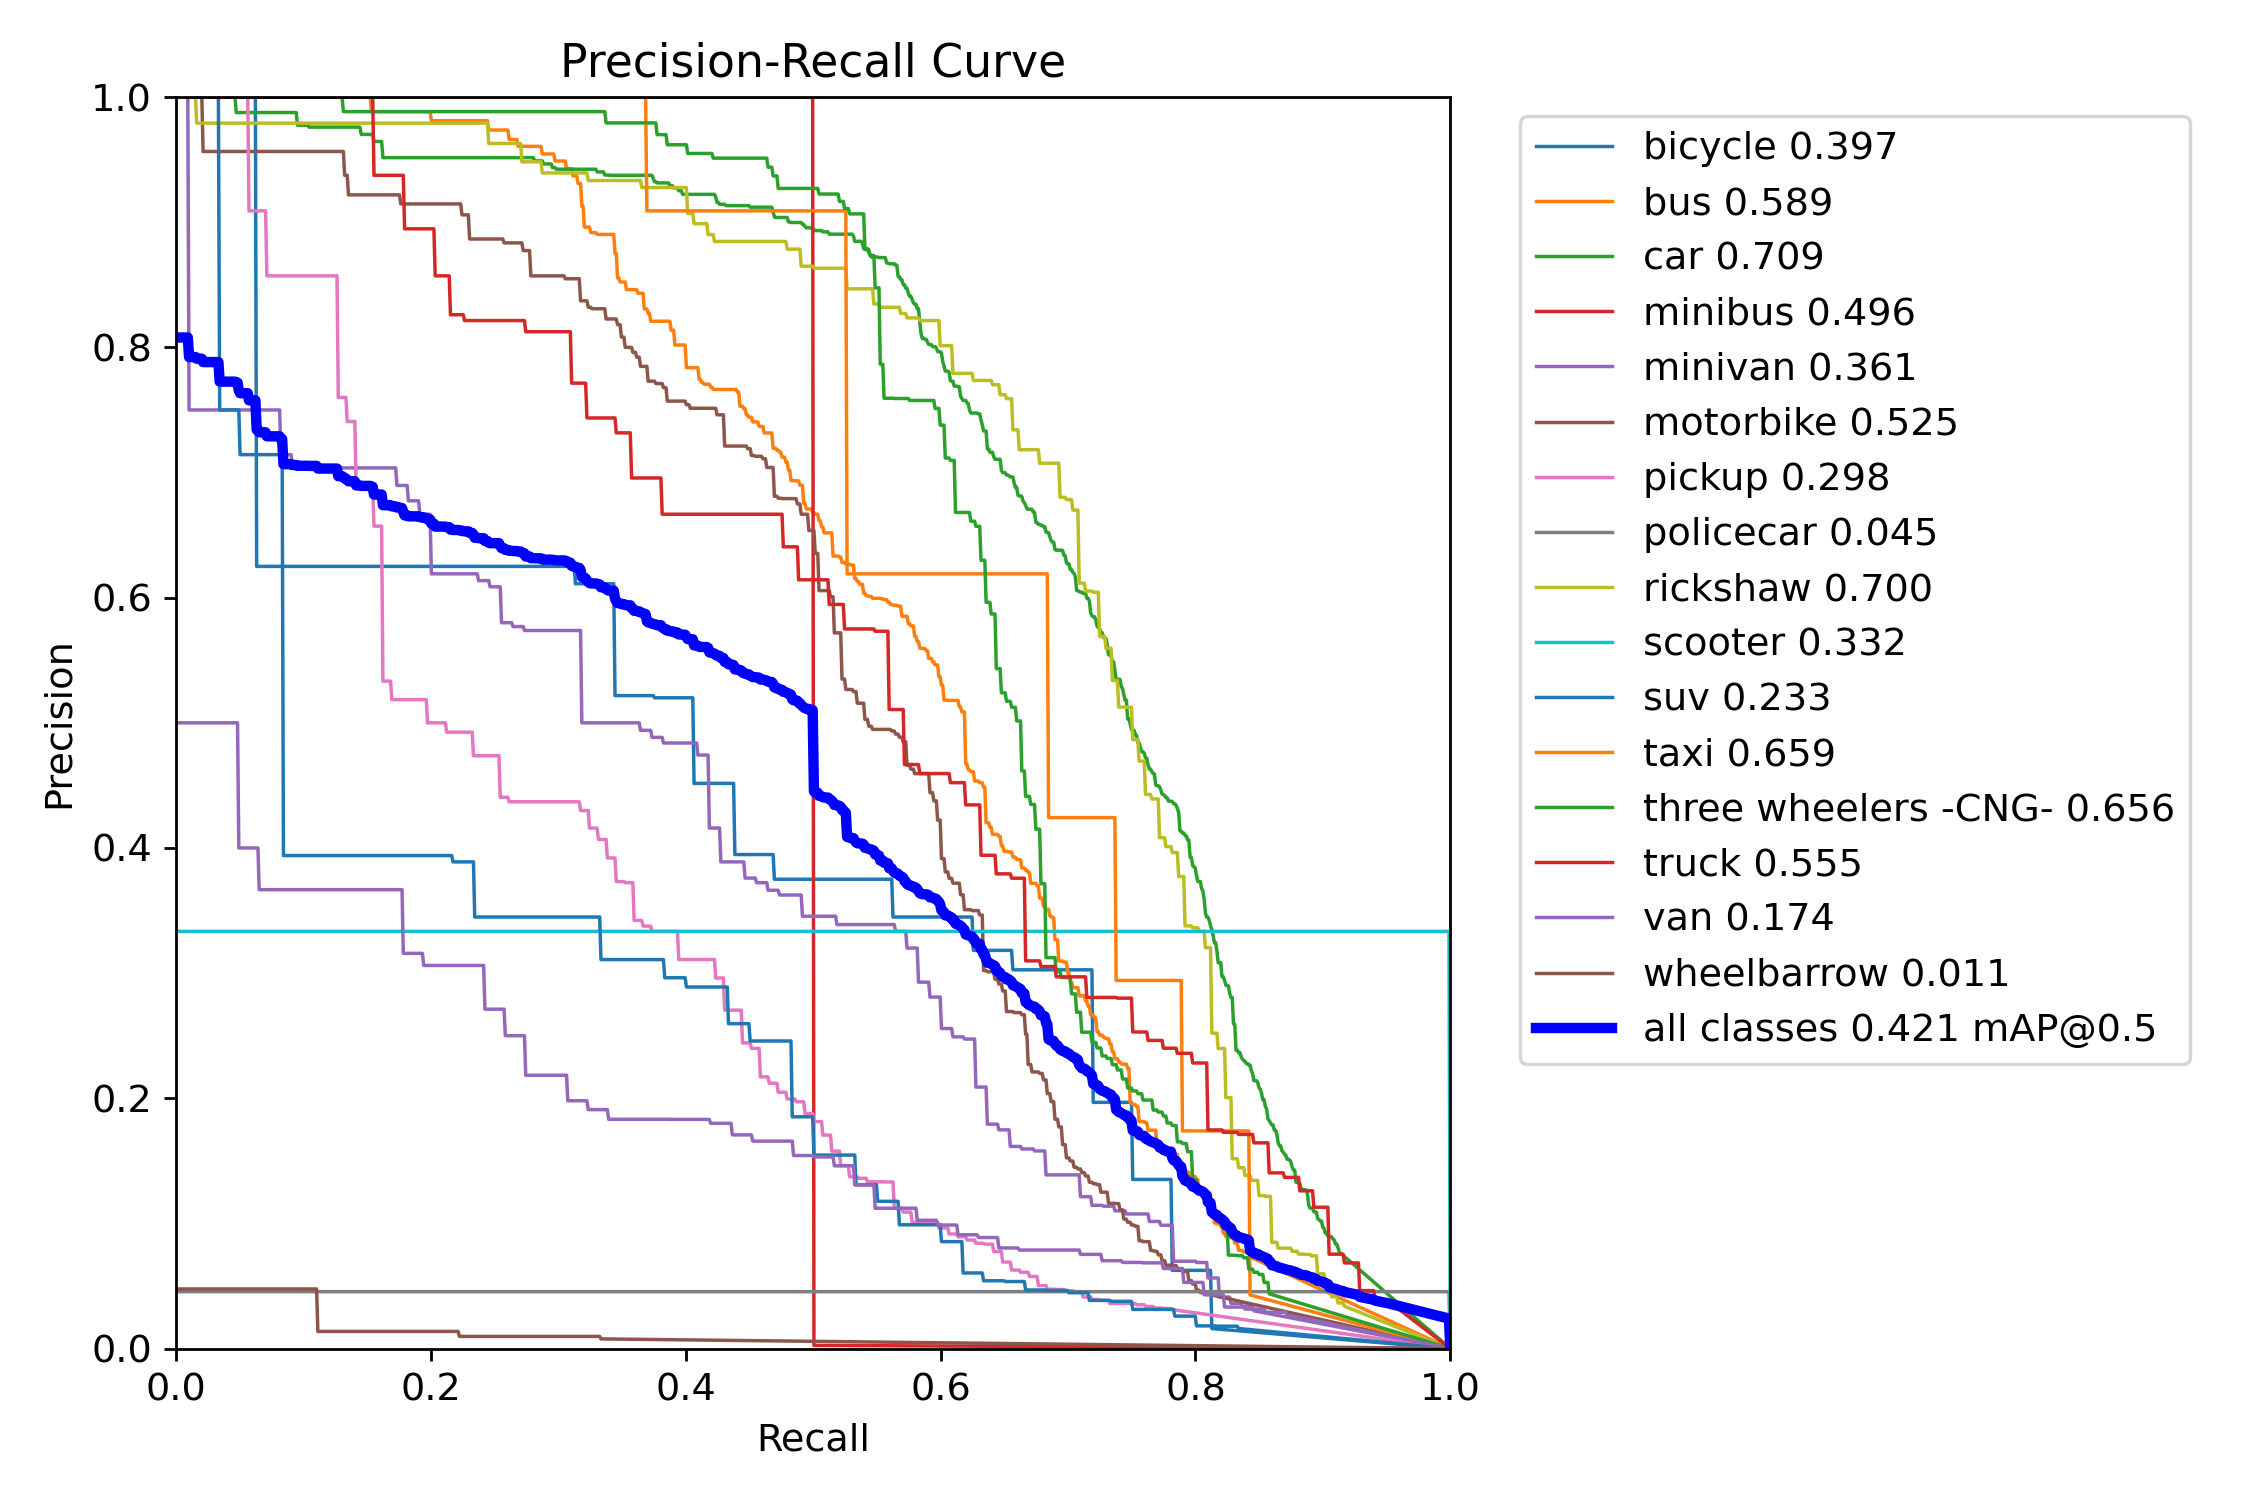 Precision-Recall Curve
1.0
0.8
0.6
0.4
0.2
0.0
Precision
0.0 0.2 0.4 0.6 0.8 1.0
Recall
bicycle 0.397
bus 0.589
car 0.709
minibus 0.496
minivan 0.361
motorbike 0.525
pickup 0.298
policecar 0.045
rickshaw 0.700
scooter 0.332
suv 0.233
taxi 0.659
three wheelers -CNG- 0.656
truck 0.555
van 0.174
wheelbarrow 0.011
all classes 0.421 mAP@0.5